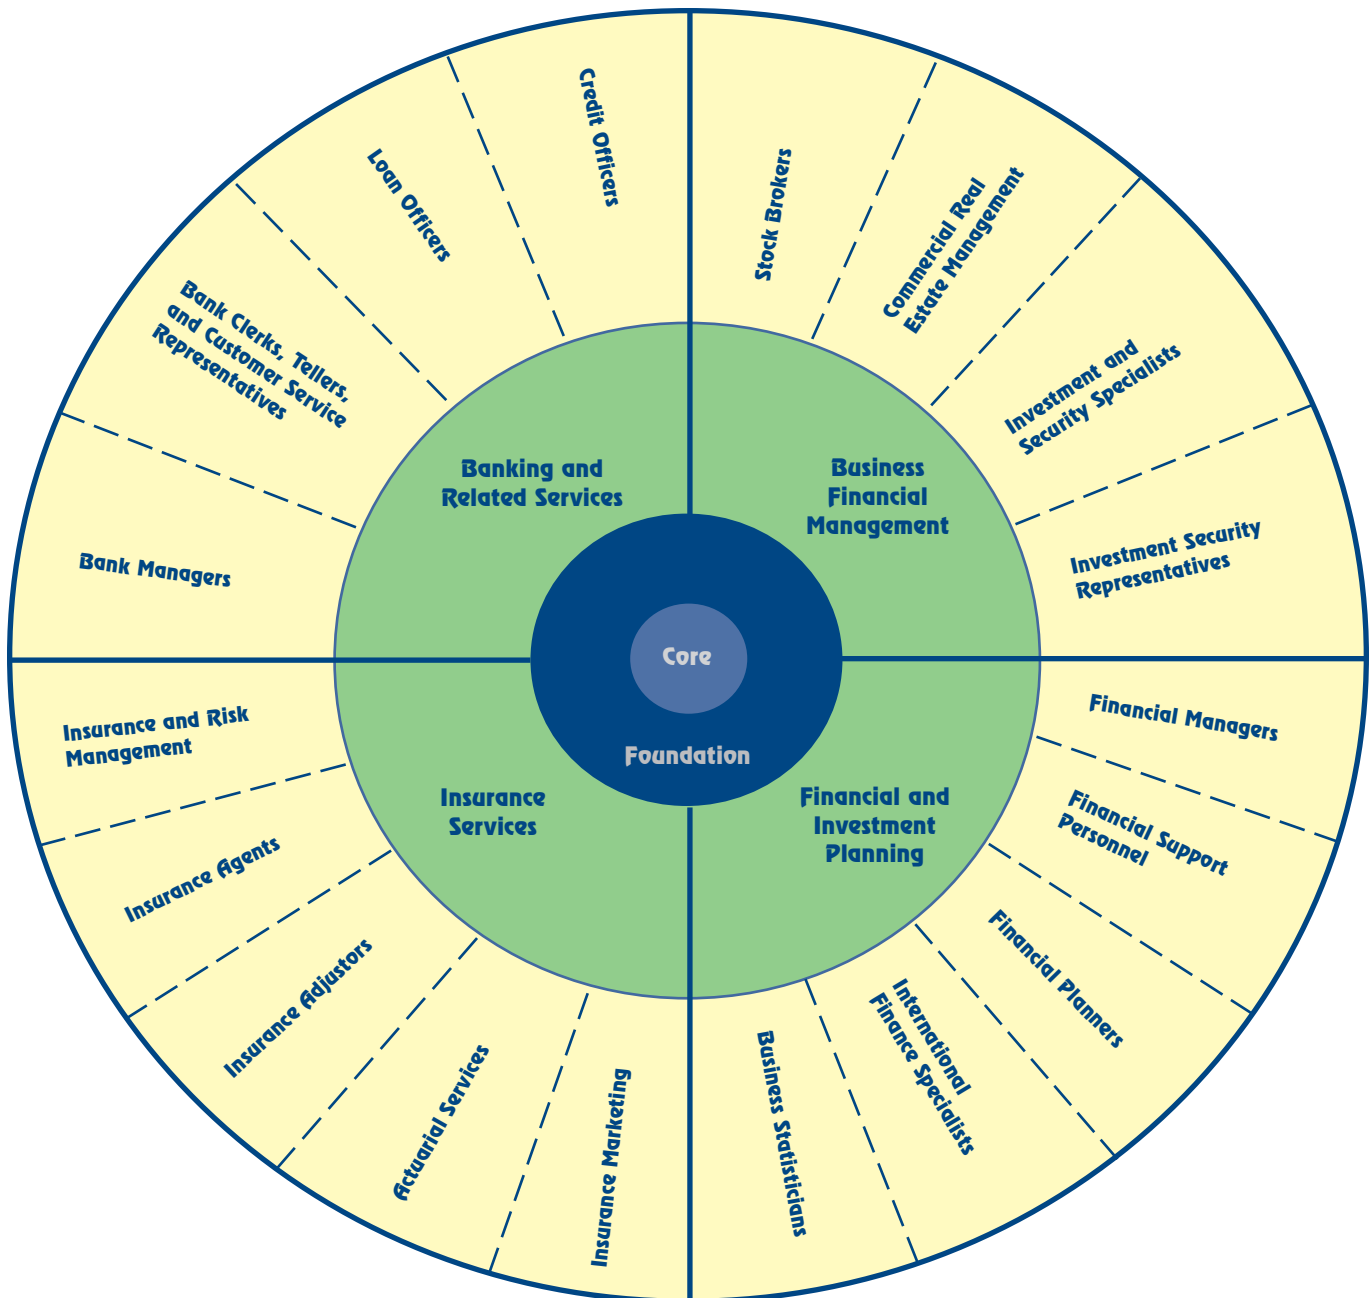 Credit Officers
Loan Officers
Bank Clerks, Tellers,
and Customer Service
Representatives
Bank Managers
Stock Brokers
Commercial Real
Estate Management
Investment and
Security Specialists
Investment Security
Representatives
Banking and
Related Services
Business
Financial
Management
Core
Foundation
Insurance
Services
Financial and
Investment
Planning
Insurance and Risk
Management
Insurance Agents
Insurance Adjustors
Actuarial Services
Insurance Marketing
Financial Managers
Financial Support
Personnel
Financial Planners
International
Finance Specialists
Business Statisticians